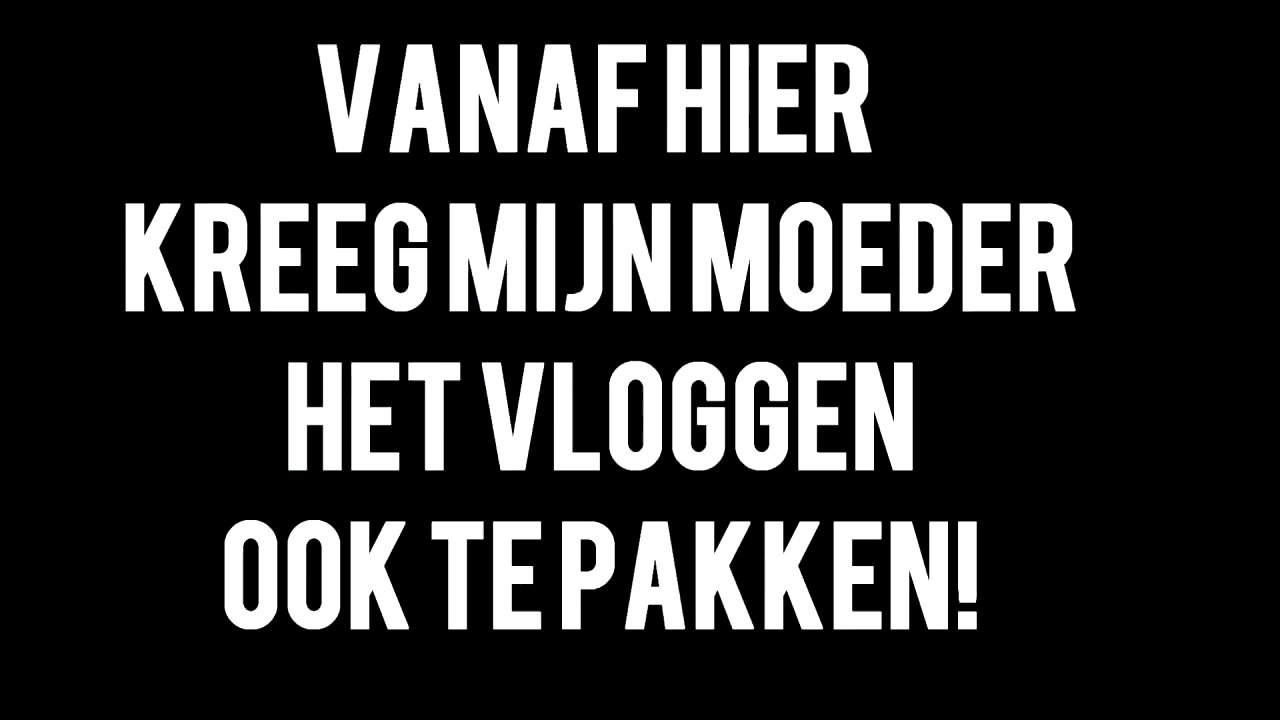 VANAF HIER
KREEG MIJN MOEDER
HET VLOGGEN
OOK TE PAKKEN!